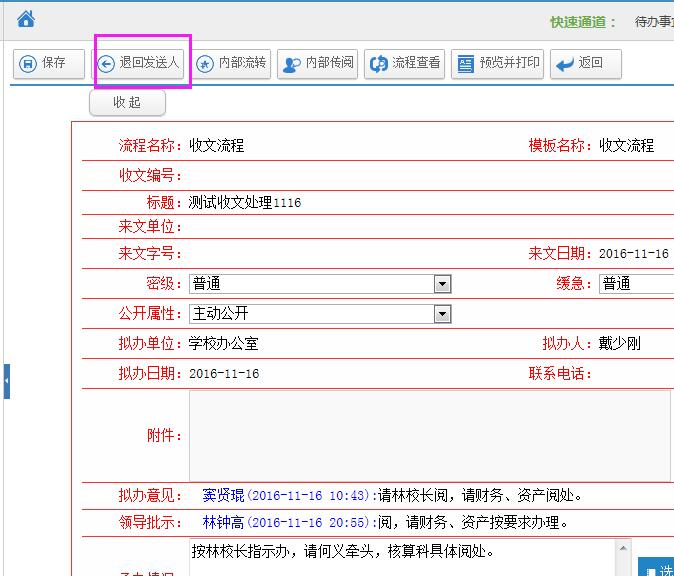 快速通道： 待办事
保存 退回发送人 内部流转 内部传阅 流程查看 预览并打印 返回
收起
流程名称： 收文流程 模板名称： 收文流程
收文编号：
标题： 测试收文处理1116
来文单位：
来文字号： 来文日期： 2016-11-16
密级： 普通 缓急： 普通
公开属性： 主动公开
拟办单位： 学校办公室 拟办人： 戴少刚
拟办日期： 2016-11-16 联系电话：
附件：
拟办意见： 窦贤琨(2016-11-16 10:43):请林校长阅，请财务、资产阅处。
领导批示： 林钟高(2016-11-16 20:55):阅，请财务、资产按要求办理。
按林校长指示办，请何义牵头，核算科具体阅处。
选